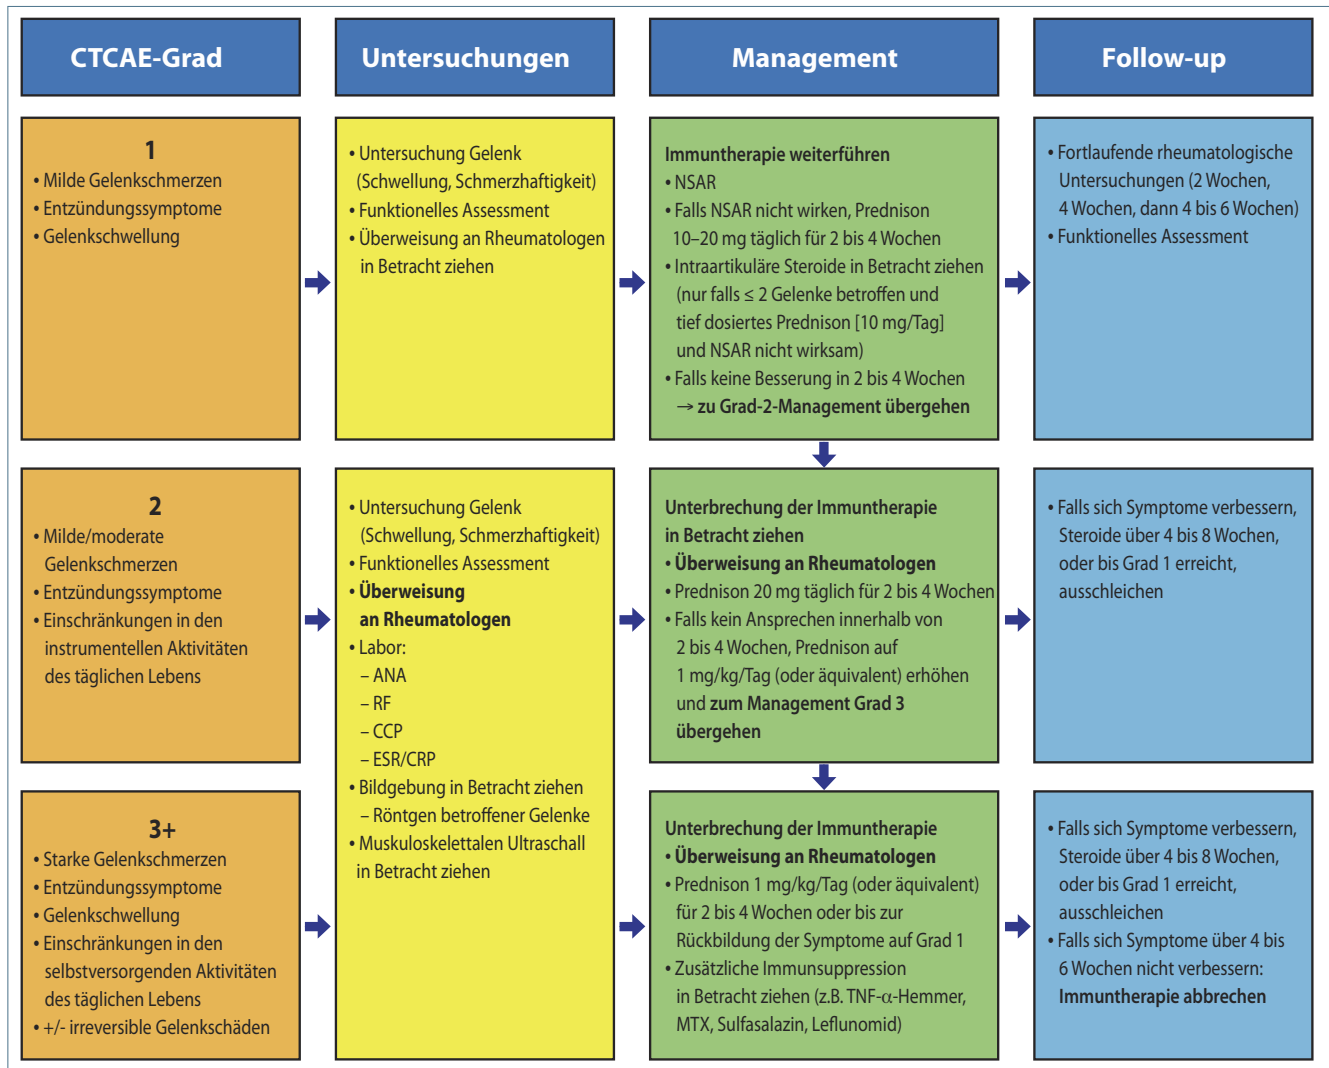 CTCAE-Grad
Untersuchungen
Management
Follow-up
1
• Milde Gelenkschmerzen
• Entzündungssymptome
• Gelenkschwellung
• Untersuchung Gelenk
(Schwellung, Schmerzhaftigkeit)
• Funktionelles Assessment
• Überweisung an Rheumatologen
in Betracht ziehen
Immuntherapie weiterführen
• NSAR
• Falls NSAR nicht wirken, Prednison
10–20 mg täglich für 2 bis 4 Wochen
• Intraartikuläre Steroide in Betracht ziehen
(nur falls ≤ 2 Gelenke betroffen und
tief dosiertes Prednison [10 mg/Tag]
und NSAR nicht wirksam)
• Falls keine Besserung in 2 bis 4 Wochen
→ zu Grad-2-Management übergehen
• Fortlaufende rheumatologische
Untersuchungen (2 Wochen,
4 Wochen, dann 4 bis 6 Wochen)
• Funktionelles Assessment
2
• Milde/moderate
Gelenkschmerzen
• Entzündungssymptome
• Einschränkungen in den
instrumentellen Aktivitäten
des täglichen Lebens
• Untersuchung Gelenk
(Schwellung, Schmerzhaftigkeit)
• Funktionelles Assessment
• Überweisung
an Rheumatologen
• Labor:
– ANA
– RF
– CCP
– ESR/CRP
• Bildgebung in Betracht ziehen
– Röntgen betroffener Gelenke
• Muskuloskelettalen Ultraschall
in Betracht ziehen
Unterbrechung der Immuntherapie
in Betracht ziehen
• Überweisung an Rheumatologen
• Prednison 20 mg täglich für 2 bis 4 Wochen
• Falls kein Ansprechen innerhalb von
2 bis 4 Wochen, Prednison auf
1 mg/kg/Tag (oder äquivalent) erhöhen
und zum Management Grad 3
übergehen
• Falls sich Symptome verbessern,
Steroide über 4 bis 8 Wochen,
oder bis Grad 1 erreicht,
ausschleichen
3+
• Starke Gelenkschmerzen
• Entzündungssymptome
• Gelenkschwellung
• Einschränkungen in den
selbstversorgenden Aktivitäten
des täglichen Lebens
• +/- irreversible Gelenkschäden
Unterbrechung der Immuntherapie
• Überweisung an Rheumatologen
• Prednison 1 mg/kg/Tag (oder äquivalent)
für 2 bis 4 Wochen oder bis zur
Rückbildung der Symptome auf Grad 1
• Zusätzliche Immunsuppression
in Betracht ziehen (z.B. TNF-α-Hemmer,
MTX, Sulfasalazin, Leflunomid)
• Falls sich Symptome verbessern,
Steroide über 4 bis 8 Wochen,
oder bis Grad 1 erreicht,
ausschleichen
• Falls sich Symptome über 4 bis
6 Wochen nicht verbessern:
Immuntherapie abbrechen